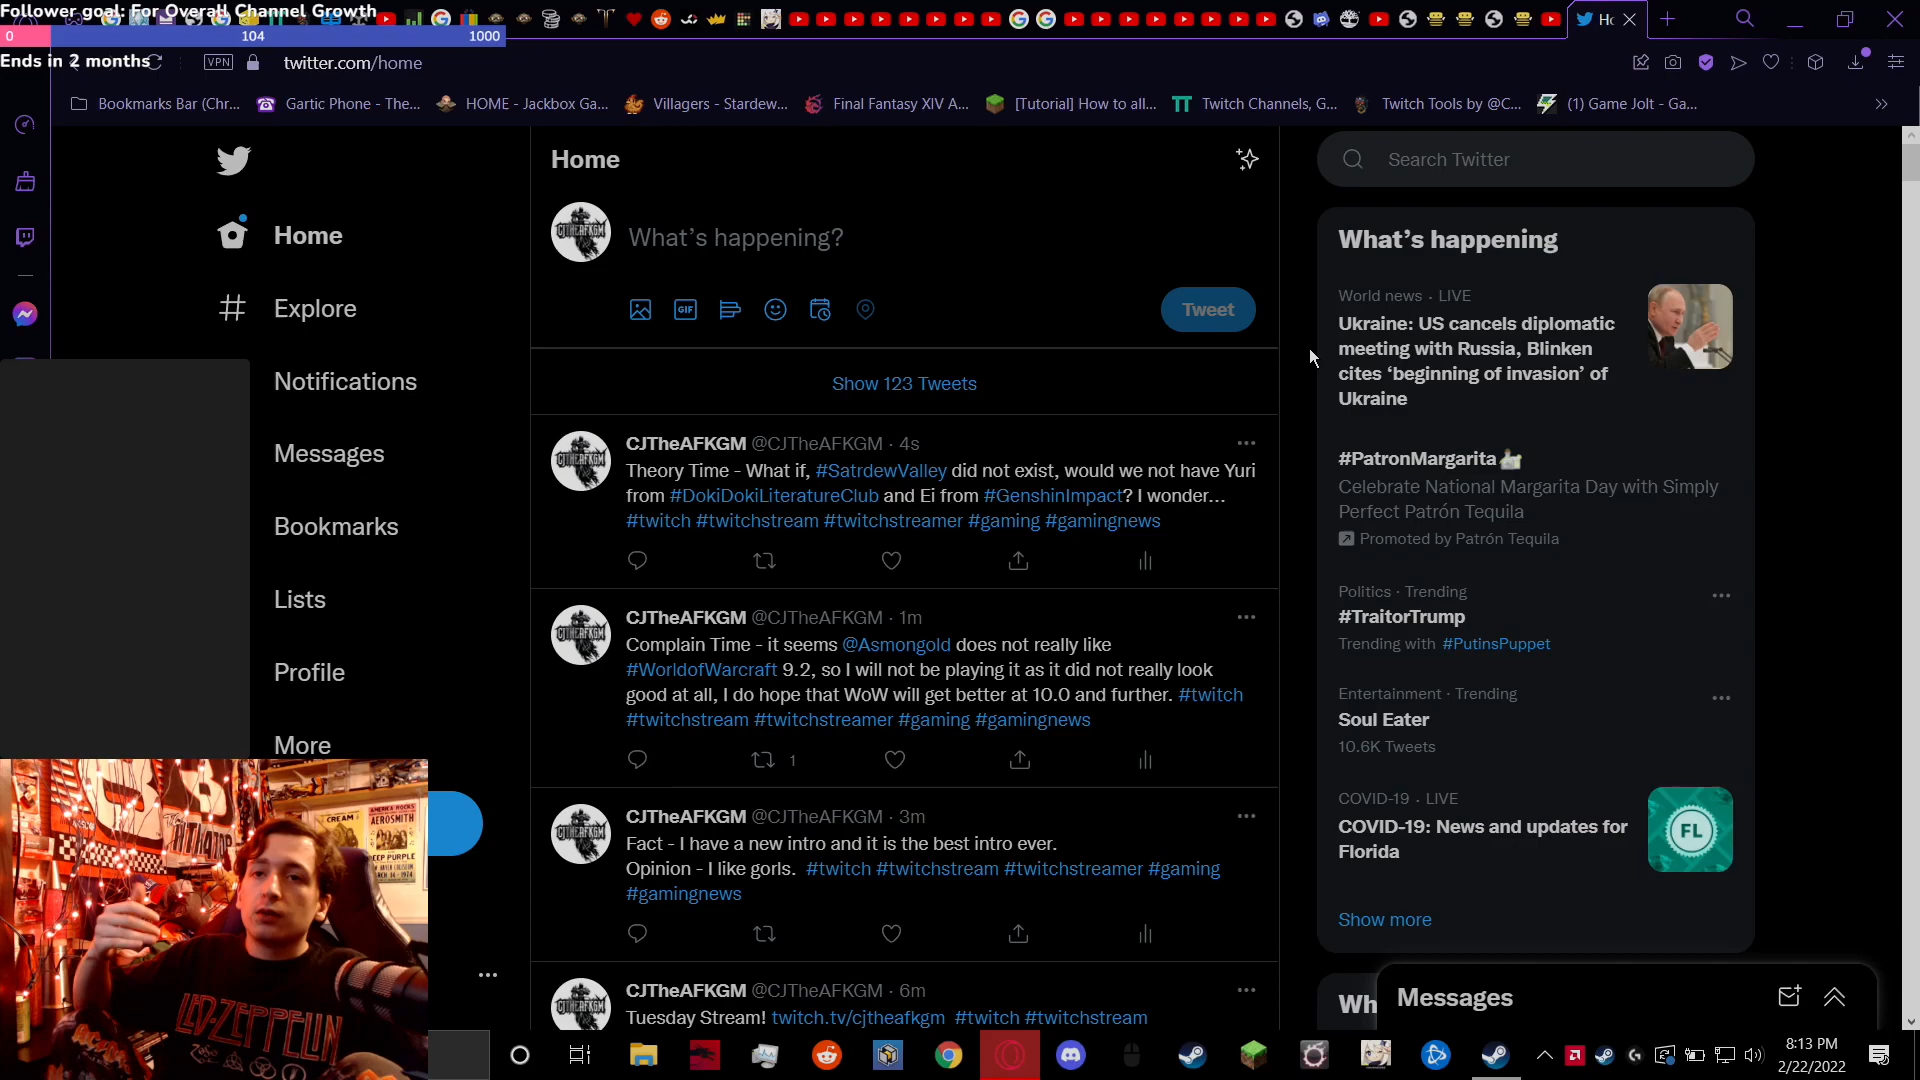 Follower goal: For Overall Channel Growth
0 104 1000
Ends in 2 months
VPN twitter.com/home
Bookmarks Bar (Chr... Gartic Phone - The... HOME - Jackbox Ga... Villagers - Stardew... Final Fantasy XIV A... [Tutorial] How to all... Twitch Channels, G... Twitch Tools by @C... (1) Game Jolt - Ga...
Home
Explore
Notifications
Messages
Bookmarks
Lists
Profile
More
Home
What's happening?
GIF
Tweet
Show 123 Tweets
CJTheAFKGM @CJTheAFKGM · 4s
Theory Time - What if, #SatrdewValley did not exist, would we not have Yuri
from #DokiDokiLiteratureClub and Ei from #GenshinImpact? I wonder...
#twitch #twitchstream #twitchstreamer #gaming #gamingnews
CJTheAFKGM @CJTheAFKGM · 1m
Complain Time - it seems @Asmongold does not really like
#WorldofWarcraft 9.2, so I will not be playing it as it did not really look
good at all, I do hope that WoW will get better at 10.0 and further. #twitch
#twitchstream #twitchstreamer #gaming #gamingnews
1
CJTheAFKGM @CJTheAFKGM · 3m
Fact - I have a new intro and it is the best intro ever.
Opinion - I like gorls. #twitch #twitchstream #twitchstreamer #gaming
#gamingnews
CJTheAFKGM @CJTheAFKGM · 6m
Tuesday Stream! twitch.tv/cjtheafkgm #twitch #twitchstream
Search Twitter
What's happening
World news · LIVE
Ukraine: US cancels diplomatic
meeting with Russia, Blinken
cites 'beginning of invasion' of
Ukraine
#PatronMargarita
Celebrate National Margarita Day with Simply
Perfect Patrón Tequila
Promoted by Patrón Tequila
Politics · Trending
#TraitorTrump
Trending with #PutinsPuppet
Entertainment · Trending
Soul Eater
10.6K Tweets
COVID-19 · LIVE
COVID-19: News and updates for
Florida
FL
Show more
Wh
Messages
CREAM
AMERICA ROCKS
AEROSMITH
DEEP PURPLE
LED-ZEPPELIN
8:13 PM
2/22/2022